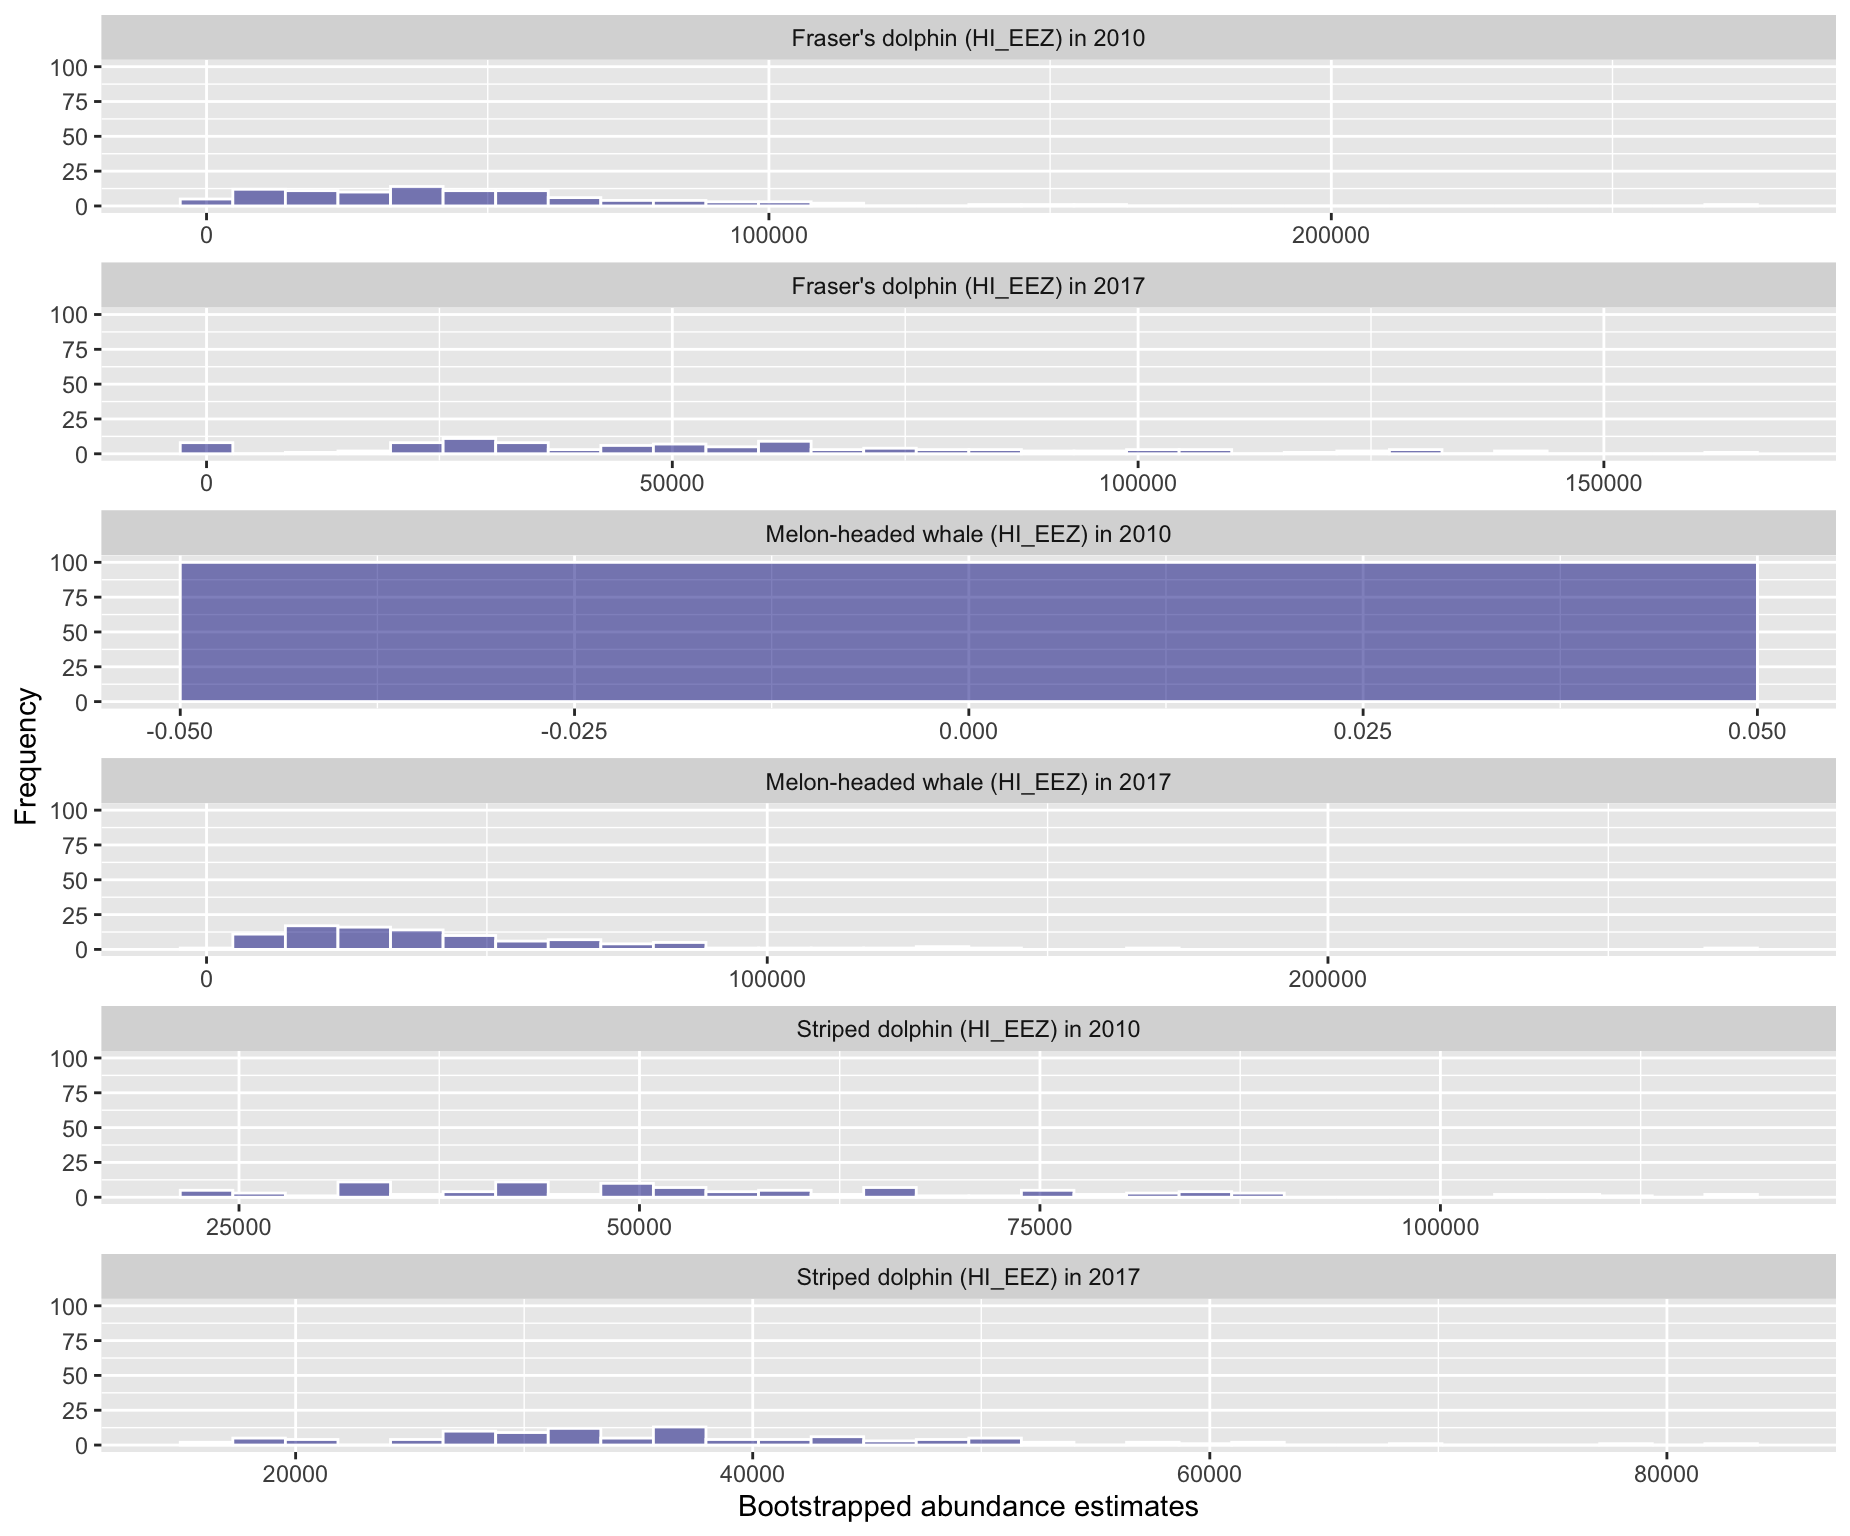 Fraser's dolphin (HI_EEZ) in 2010
100
75
50
25
0
0 100000 200000
Fraser's dolphin (HI_EEZ) in 2017
100
75
50
25
0
0 50000 100000 150000
Melon-headed whale (HI_EEZ) in 2010
100
75
50
25
0
-0.050 -0.025 0.000 0.025 0.050
Frequency
Melon-headed whale (HI_EEZ) in 2017
100
75
50
25
0
0 100000 200000
Striped dolphin (HI_EEZ) in 2010
100
75
50
25
0
25000 50000 75000 100000
Striped dolphin (HI_EEZ) in 2017
100
75
50
25
0
20000 40000 60000 80000
Bootstrapped abundance estimates